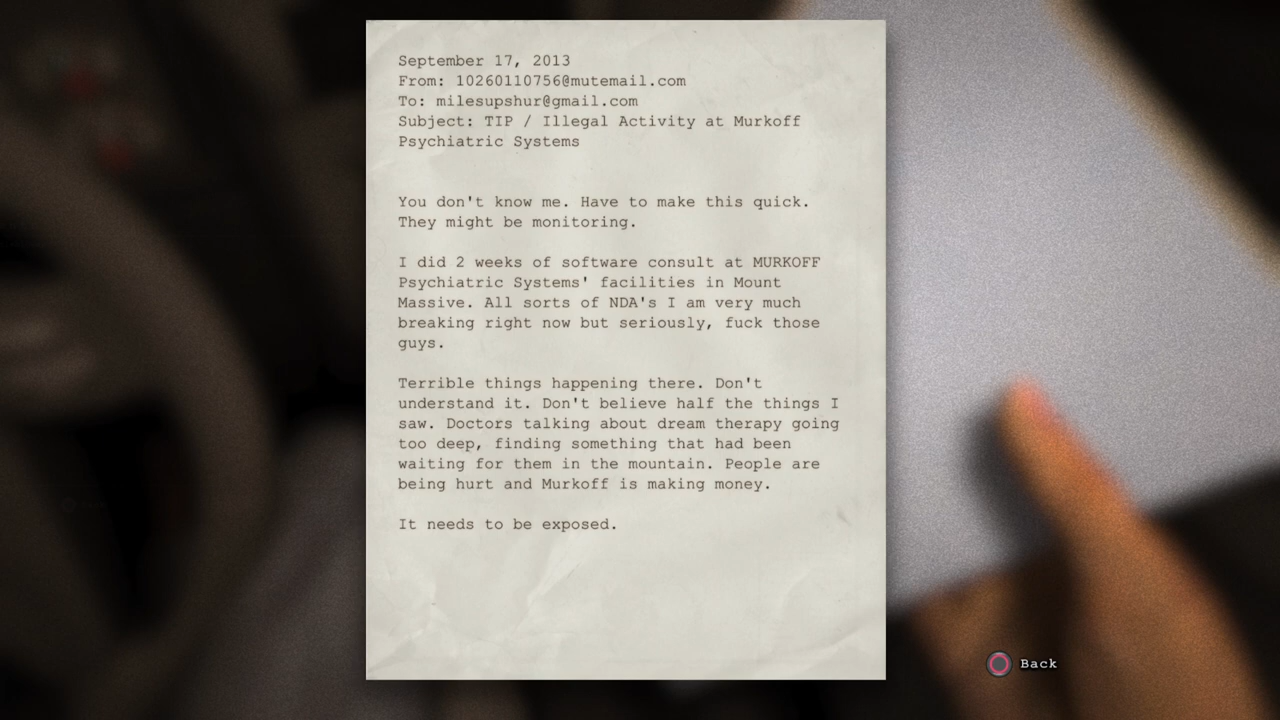 September 17, 2013
From: 10260110756@mutemail.com
To: milesupshur@gmail.com
Subject: TIP / Illegal Activity at Murkoff
Psychiatric Systems
You don't know me. Have to make this quick.
They might be monitoring.
I did 2 weeks of software consult at MURKOFF
Psychiatric Systems' facilities in Mount
Massive. All sorts of NDA's I am very much
breaking right now but seriously, fuck those
guys.
Terrible things happening there. Don't
understand it. Don't believe half the things I
saw. Doctors talking about dream therapy going
too deep, finding something that had been
waiting for them in the mountain. People are
being hurt and Murkoff is making money.
It needs to be exposed.
Back